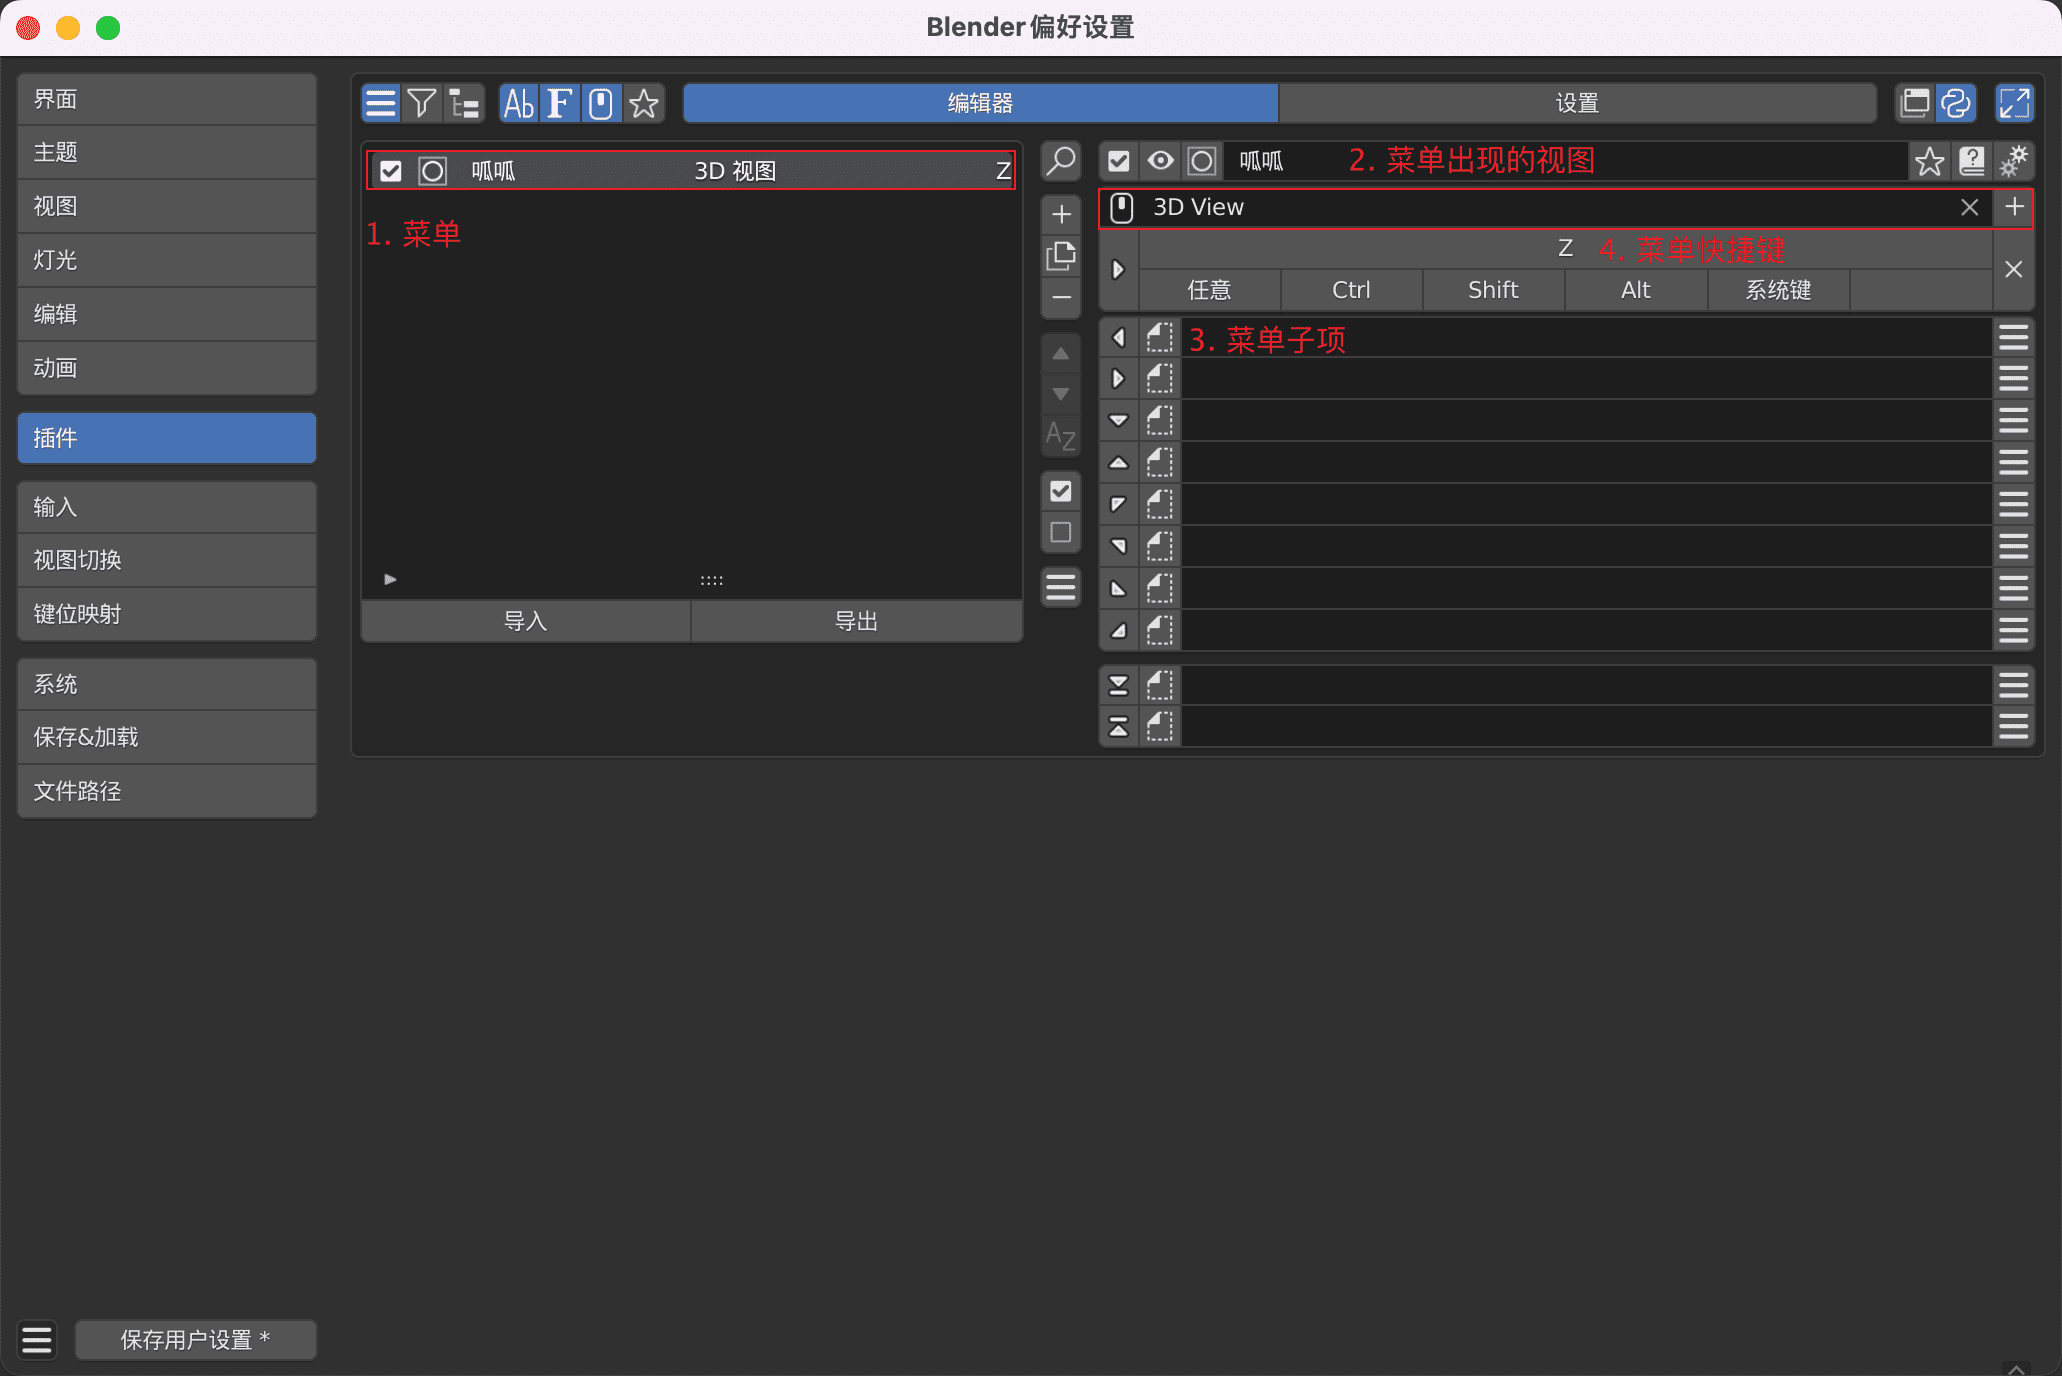 Blender 偏好设置
界面
主题
视图
灯光
编辑
动画
插件
输入
视图切换
键位映射
系统
保存&加载
文件路径
保存用户设置 *
Ab F 编辑器 设置
呱呱 3D 视图 Z
1. 菜单
导入 导出
AZ
呱呱 2. 菜单出现的视图
3D View
Z 4. 菜单快捷键
任意 Ctrl Shift Alt 系统键
3. 菜单子项